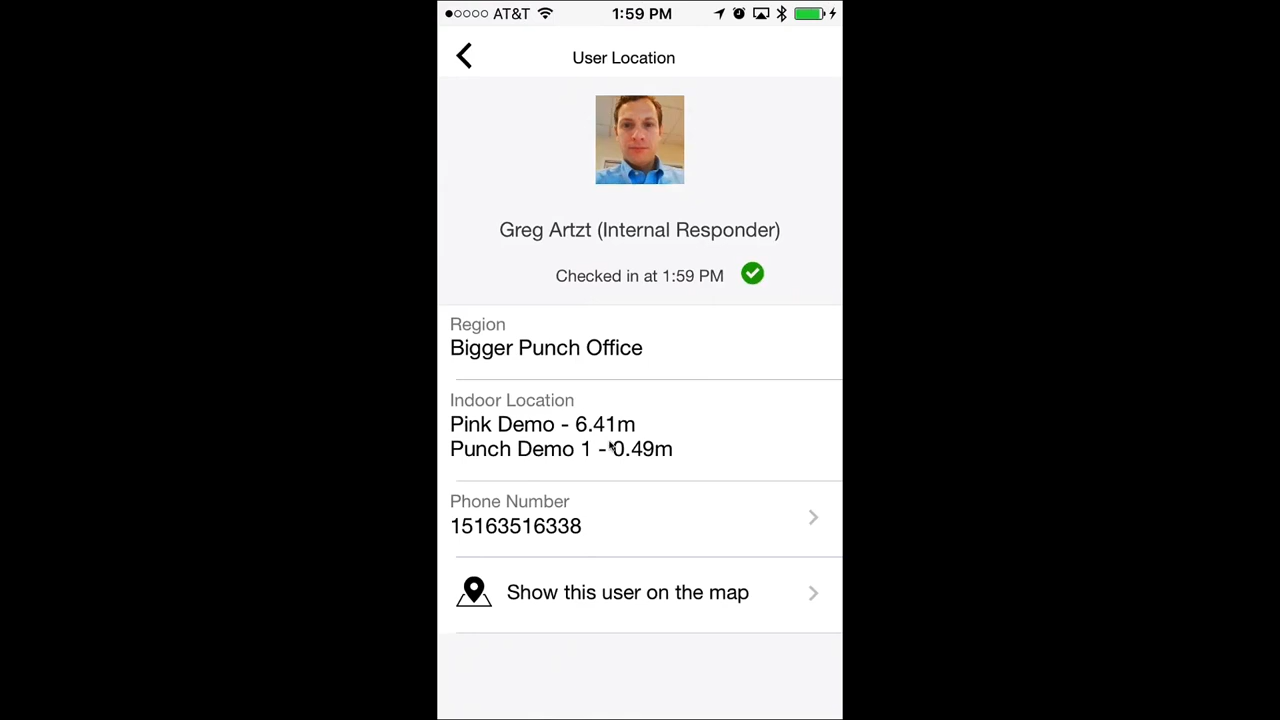 AT&T 1:59 PM
User Location
Greg Artzt (Internal Responder)
Checked in at 1:59 PM
Region
Bigger Punch Office
Indoor Location
Pink Demo - 6.41m
Punch Demo 1 - 0.49m
Phone Number
15163516338
Show this user on the map